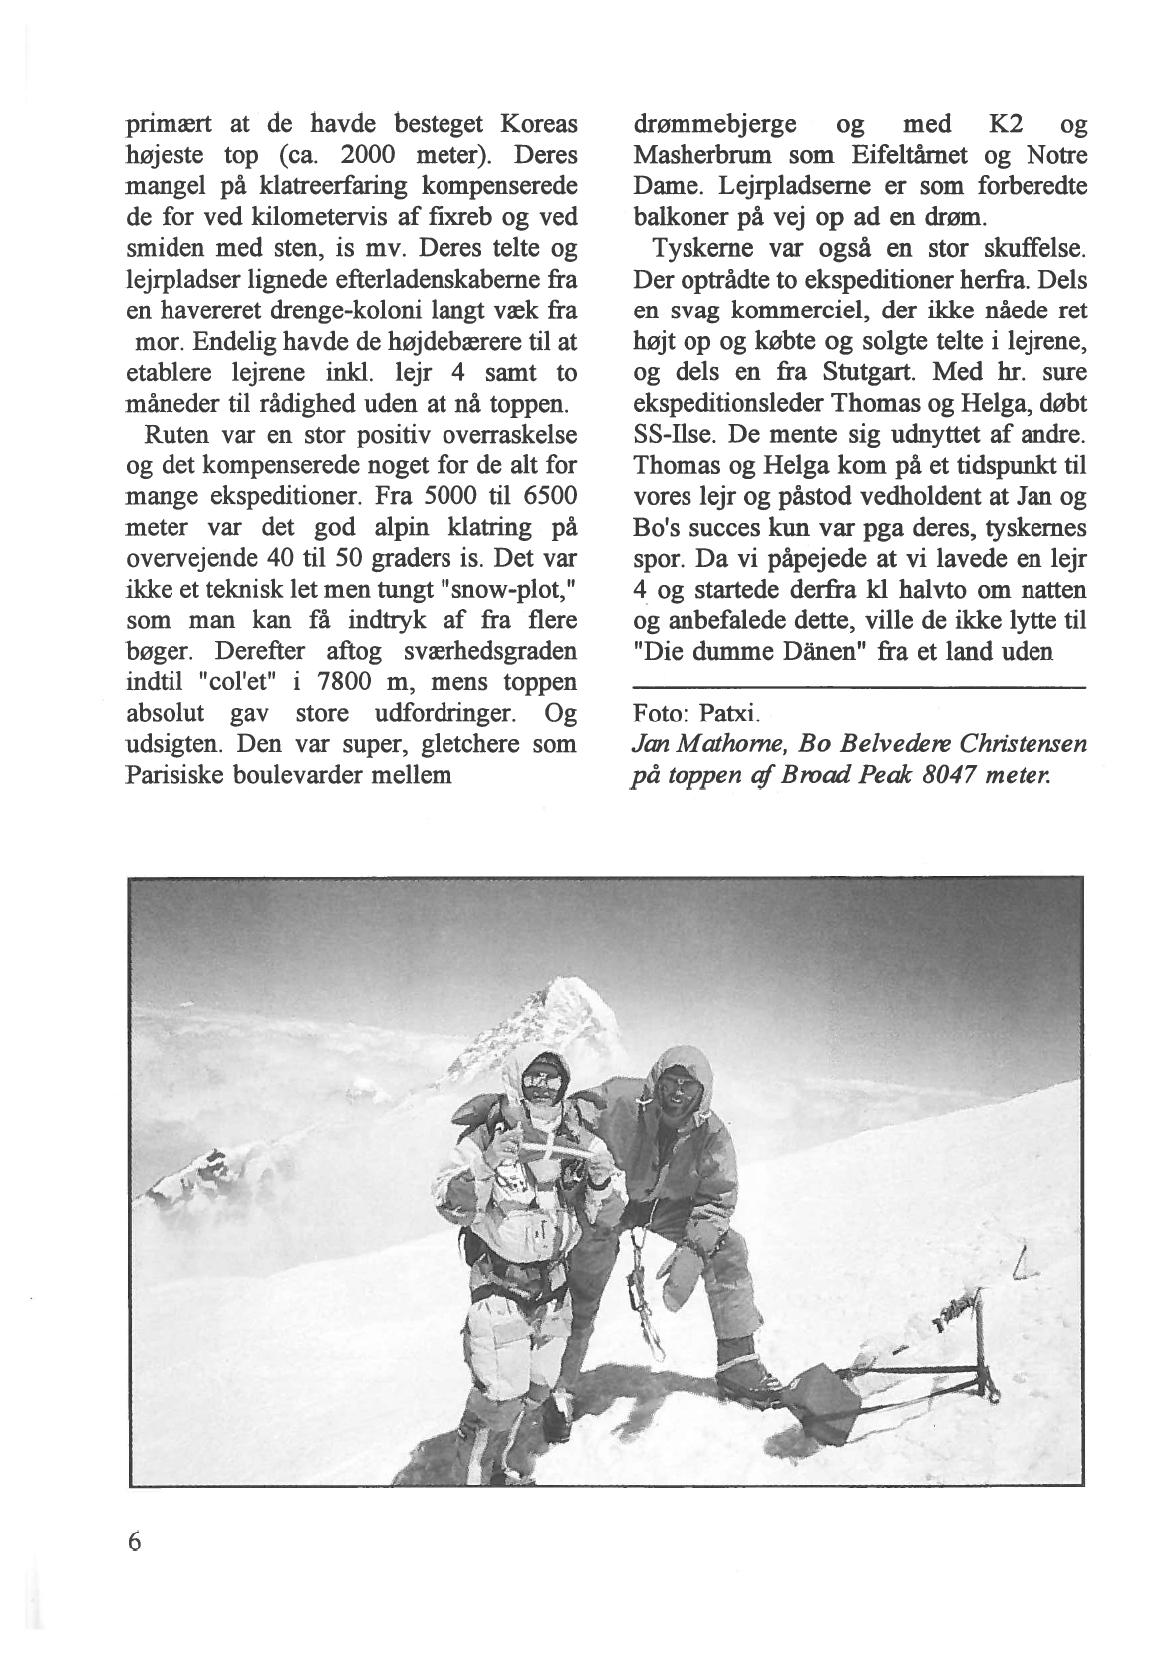 primært at de havde besteget Koreas
højeste top (ca. 2000 meter). Deres
mangel på klatreerfaring kompenserede
de for ved kilometervis af fixreb og ved
smiden med sten, is mv. Deres telte og
lejrpladser lignede efterladenskaberne fra
en havereret drenge-koloni langt væk fra
mor. Endelig havde de højdebærere til at
etablere lejrene inkl. lejr 4 samt to
måneder til rådighed uden at nå toppen.
Ruten var en stor positiv overraskelse
og det kompenserede noget for de alt for
mange ekspeditioner. Fra 5000 til 6500
meter var det god alpin klatring på
overvejende 40 til 50 graders is. Det var
ikke et teknisk let men tungt "snow-plot,"
som man kan få indtryk af fra flere
bøger. Derefter aftog sværhedsgraden
indtil "col'et" i 7800 m, mens toppen
absolut gav store udfordringer. Og
udsigten. Den var super, gletchere som
Parisiske boulevarder mellem
drømmebjerge og med K2 og
Masherbrum som Eifeltårnet og Notre
Dame. Lejrpladserne er som forberedte
balkoner på vej op ad en drøm.
Tyskerne var også en stor skuffelse.
Der optrådte to ekspeditioner herfra. Dels
en svag kommerciel, der ikke nåede ret
højt op og købte og solgte telte i lejrene,
og dels en fra Stutgart. Med hr. sure
ekspeditionsleder Thomas og Helga, døbt
SS-Ilse. De mente sig udnyttet af andre.
Thomas og Helga kom på et tidspunkt til
vores lejr og påstod vedholdent at Jan og
Bo's succes kun var pga deres, tyskernes
spor. Da vi påpejede at vi lavede en lejr
4 og startede derfra kl halvto om natten
og anbefalede dette, ville de ikke lytte til
"Die dumme Dänen" fra et land uden
Foto: Patxi.
Jan Mathorne, Bo Belvedere Christensen
på toppen af Broad Peak 8047 meter.
6